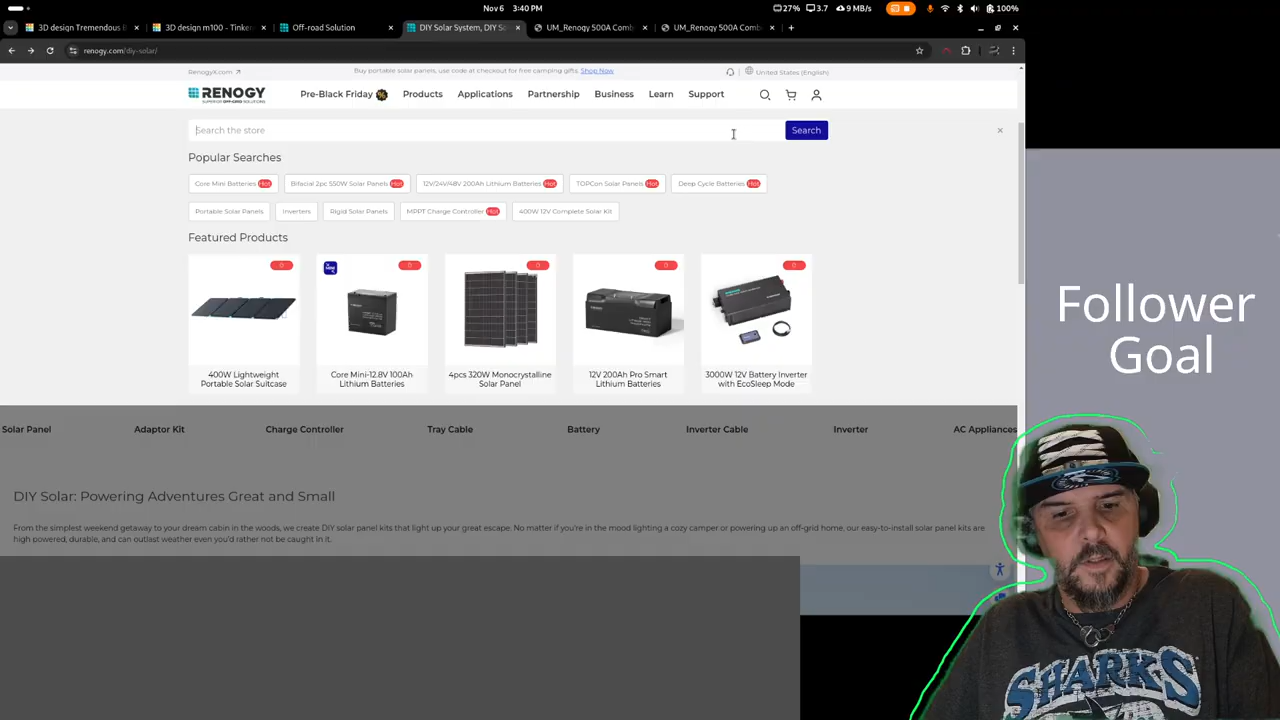 Nov 6 3:40 PM
27% 3.7 9 MB/s 100%
3D design Tremendous B
3D design m100 - Tinker
Off-road Solution
DIY Solar System, DIY S
UM_Renogy 500A Comb
UM_Renogy 500A Comb
renogy.com/diy-solar/
RenogyX.com
Buy portable solar panels, use code at checkout for free camping gifts. Shop Now
United States (English)
RENOGY
SUPERIOR OFF-GRID SOLUTIONS
Pre-Black Friday Products Applications Partnership Business Learn Support
Search the store
Search
Popular Searches
Core Mini Batteries Hot
Bifacial 2pc 550W Solar Panels Hot
12V/24V/48V 200Ah Lithium Batteries Hot
TOPCon Solar Panels Hot
Deep Cycle Batteries Hot
Portable Solar Panels
Inverters
Rigid Solar Panels
MPPT Charge Controller Hot
400W 12V Complete Solar Kit
Featured Products
0 0 0 0 0
400W Lightweight
Portable Solar Suitcase
Core Mini-12.8V 100Ah
Lithium Batteries
4pcs 320W Monocrystalline
Solar Panel
12V 200Ah Pro Smart
Lithium Batteries
3000W 12V Battery Inverter
with EcoSleep Mode
Solar Panel Adaptor Kit Charge Controller Tray Cable Battery Inverter Cable Inverter AC Appliances
DIY Solar: Powering Adventures Great and Small
From the simplest weekend getaway to your dream cabin in the woods, we create DIY solar panel kits that light up your great escape. No matter if you're in the mood lighting a cozy camper or powering up an off-grid home, our easy-to-install solar panel kits are
high powered, durable, and can outlast weather even you'd rather not be caught in it.
Follower
Goal
SHARKS